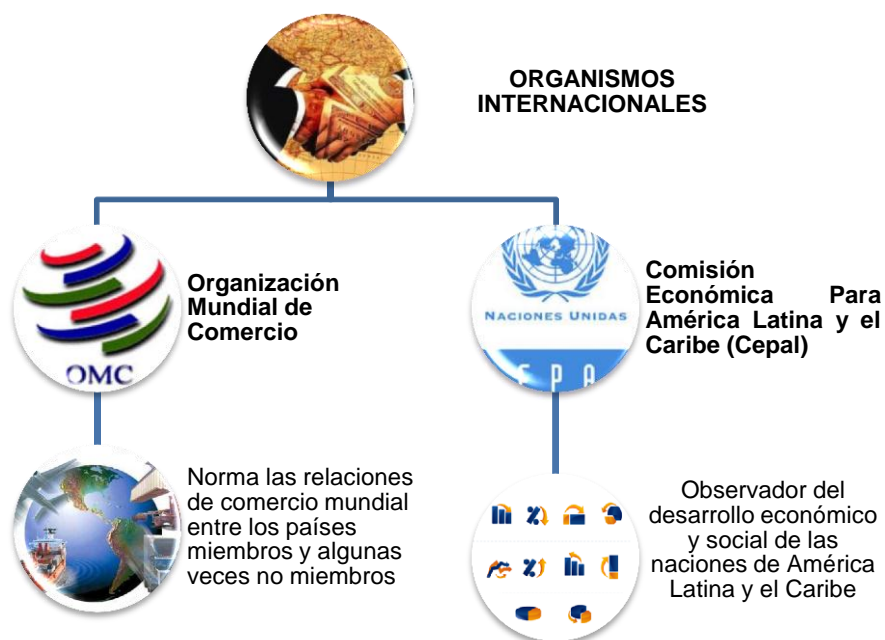 ORGANISMOS
INTERNACIONALES
Organización
Mundial de
Comercio
OMC
NACIONES UNIDAS
E P A
Comisión
Económica Para
América Latina y el
Caribe (Cepal)
Norma las relaciones
de comercio mundial
entre los países
miembros y algunas
veces no miembros
Observador del
desarrollo económico
y social de las
naciones de América
Latina y el Caribe